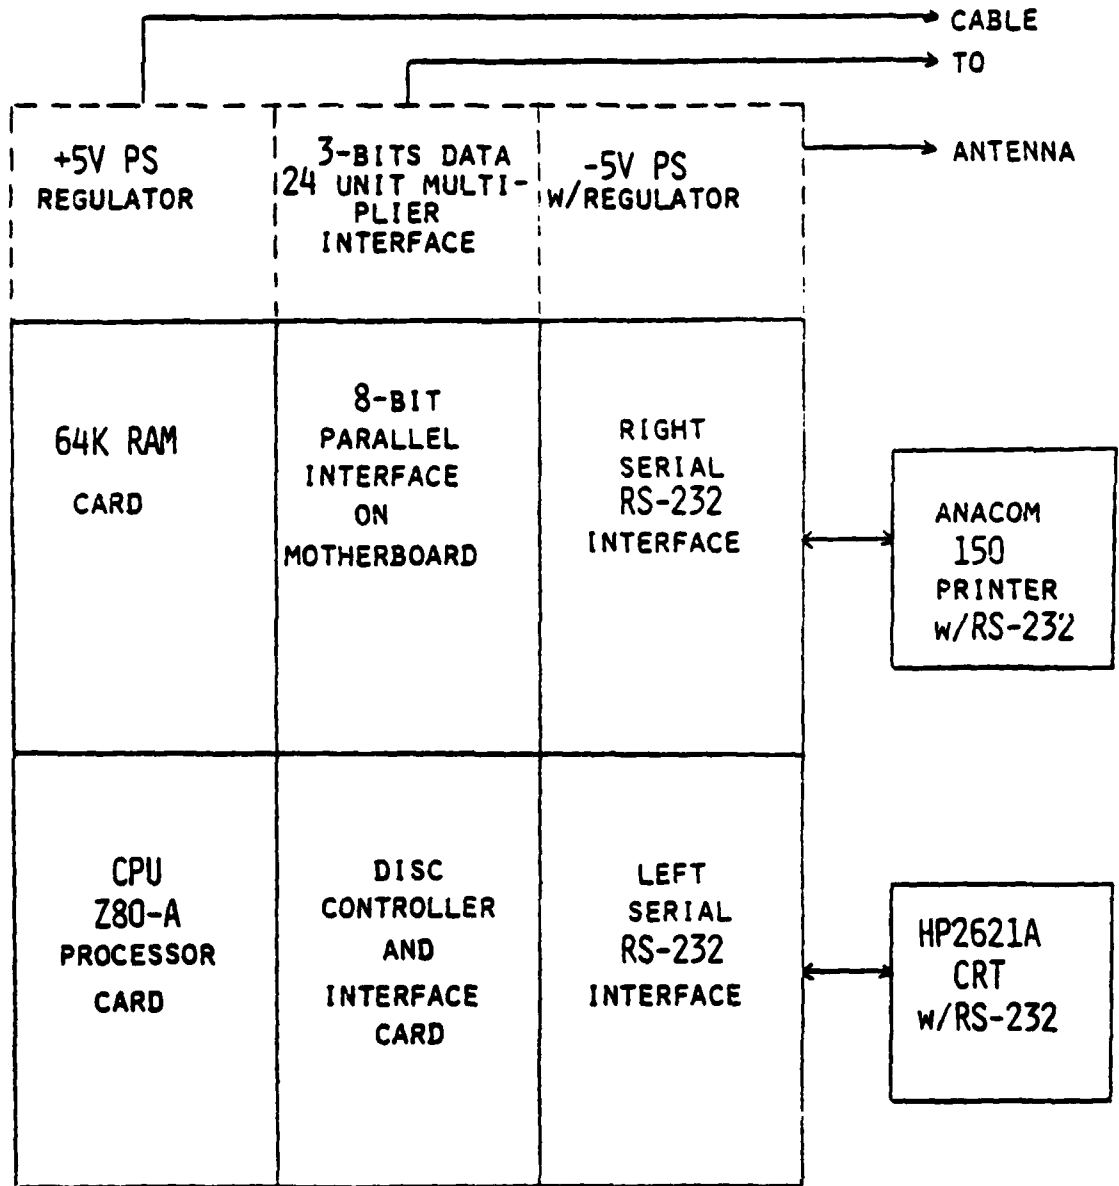 CABLE
TO
ANTENNA
+5V PS
REGULATOR
3-BITS DATA
24 UNIT MULTI-
PLIER
INTERFACE
-5V PS
W/REGULATOR
64K RAM
CARD
8-BIT
PARALLEL
INTERFACE
ON
MOTHERBOARD
RIGHT
SERIAL
RS-232
INTERFACE
ANACOM
150
PRINTER
W/RS-232
CPU
Z80-A
PROCESSOR
CARD
DISC
CONTROLLER
AND
INTERFACE
CARD
LEFT
SERIAL
RS-232
INTERFACE
HP2621A
CRT
W/RS-232